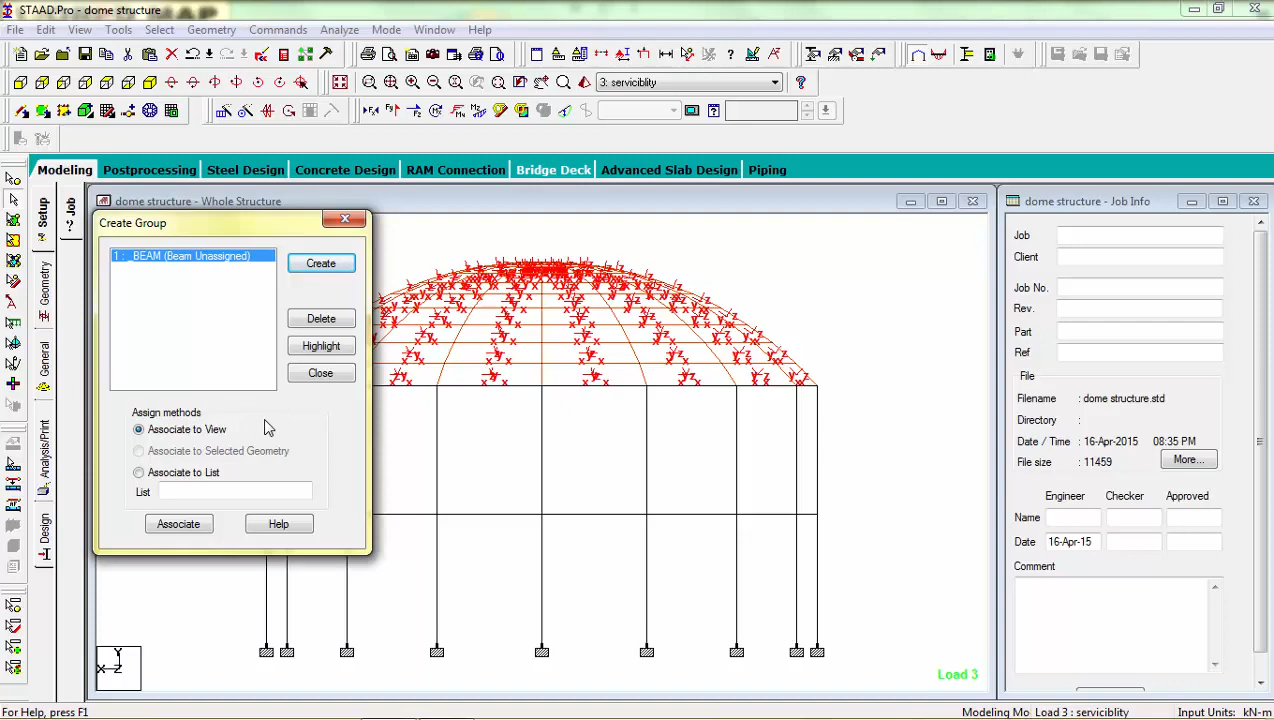 STAAD.Pro - dome structure
File Edit View Tools Select Geometry Commands Analyze Mode Window Help
3: serviciblity
Modeling Postprocessing Steel Design Concrete Design RAM Connection Bridge Deck Advanced Slab Design Piping
Setup
Job
Geometry
General
Analysis/Print
Design
dome structure - Whole Structure
Create Group
1 : _BEAM (Beam Unassigned)
Create
Delete
Highlight
Close
Assign methods
Associate to View
Associate to Selected Geometry
Associate to List
List
Associate Help
Load 3
dome structure - Job Info
Job
Client
Job No.
Rev.
Part
Ref
File
Filename : dome structure.std
Directory :
Date / Time : 16-Apr-2015 08:35 PM
File size : 11459 More...
Engineer Checker Approved
Name
Date 16-Apr-15
Comment
For Help, press F1
Modeling Mo Load 3 : serviciblity Input Units: kN-m